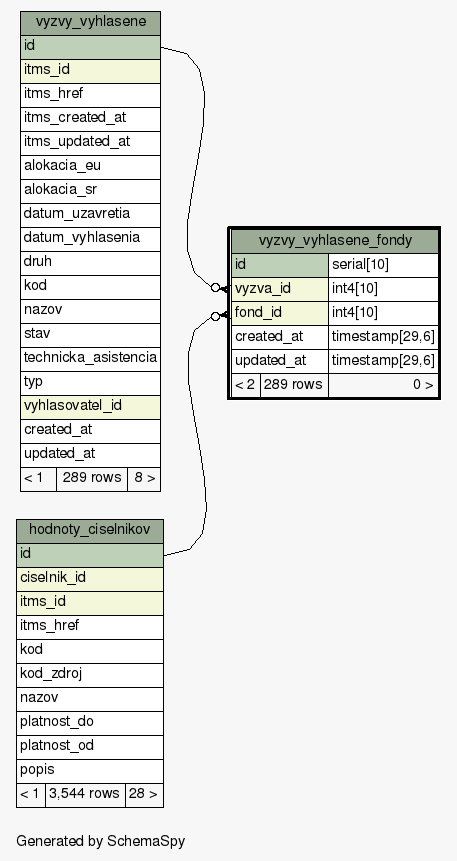 vyzvy_vyhlasene
id
itms_id
itms_href
itms_created_at
itms_updated_at
alokacia_eu
alokacia_sr
datum_uzavretia
datum_vyhlasenia
druh
kod
nazov
stav
technicka_asistencia
typ
vyhlasovatel_id
created_at
updated_at
< 1 289 rows 8 >
vyzvy_vyhlasene_fondy
id serial[10]
vyzva_id int4[10]
fond_id int4[10]
created_at timestamp[29,6]
updated_at timestamp[29,6]
< 2 289 rows 0 >
hodnoty_ciselnikov
id
ciselnik_id
itms_id
itms_href
kod
kod_zdroj
nazov
platnost_do
platnost_od
popis
< 1 3,544 rows 28 >
Generated by SchemaSpy